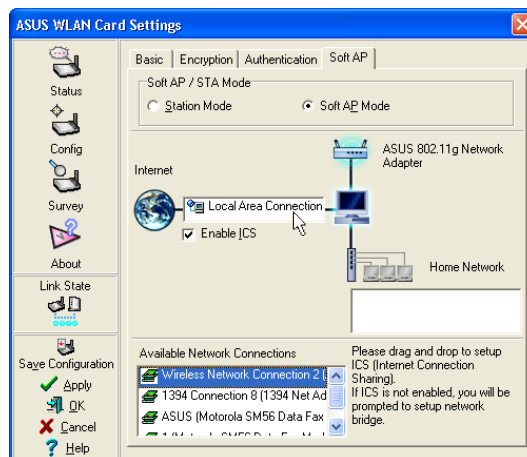 ASUS WLAN Card Settings
Status
Config
Survey
About
Link State
Save Configuration
Apply
OK
Cancel
Help
Basic
Encryption
Authentication
Soft AP
Soft AP / STA Mode
Station Mode
Soft AP Mode
Internet
ASUS 802.11g Network
Adapter
Local Area Connection
Enable ICS
Home Network
Available Network Connections
Wireless Network Connection 2 (
1394 Connection 8 (1394 Net Ad
ASUS (Motorola SM56 Data Fax
Please drag and drop to setup
ICS (Internet Connection
Sharing).
If ICS is not enabled, you will be
prompted to setup network
bridge.